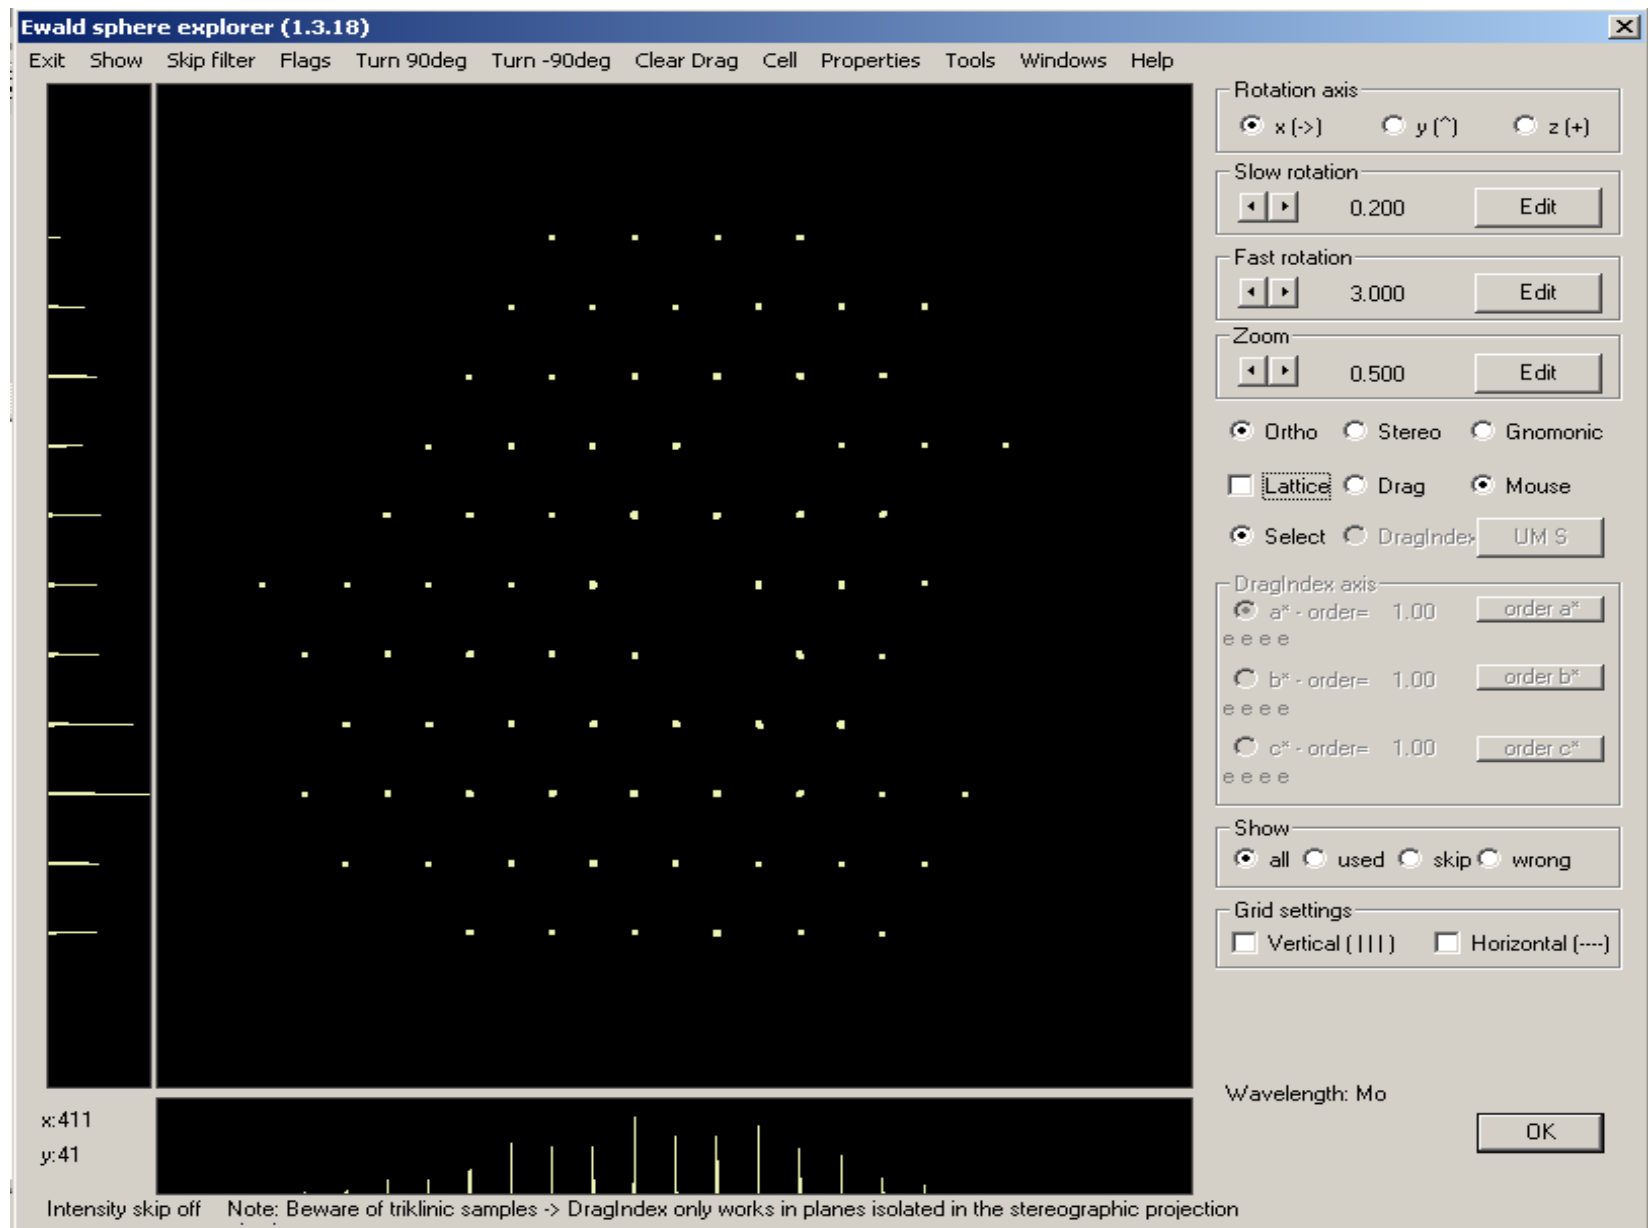 Ewald sphere explorer (1.3.18)
Exit Show Skip filter Flags Turn 90deg Turn -90deg Clear Drag Cell Properties Tools Windows Help
Rotation axis
x (->) y (^) z (+)
Slow rotation
0.200 Edit
Fast rotation
3.000 Edit
Zoom
0.500 Edit
Ortho Stereo Gnomonic
Lattice Drag Mouse
Select DragIndex UM S
DragIndex axis
a* - order= 1.00 order a*
e e e e
b* - order= 1.00 order b*
e e e e
c* - order= 1.00 order c*
e e e e
Show
all used skip wrong
Grid settings
Vertical ( | | | ) Horizontal (----)
Wavelength: Mo
x:411
OK
y:41
Intensity skip off Note: Beware of triklinic samples -> DragIndex only works in planes isolated in the stereographic projection